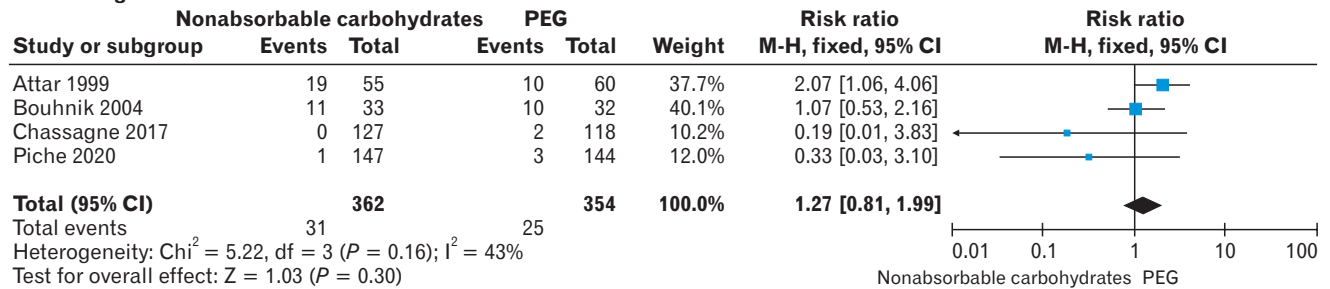 Nonabsorbable carbohydrates PEG Risk ratio Risk ratio
Study or subgroup Events Total Events Total Weight M-H, fixed, 95% CI M-H, fixed, 95% CI
Attar 1999 19 55 10 60 37.7% 2.07 [1.06, 4.06]
Bouhnik 2004 11 33 10 32 40.1% 1.07 [0.53, 2.16]
Chassagne 2017 0 127 2 118 10.2% 0.19 [0.01, 3.83]
Piche 2020 1 147 3 144 12.0% 0.33 [0.03, 3.10]
Total (95% CI) 362 354 100.0% 1.27 [0.81, 1.99]
Total events 31 25
Heterogeneity: Chi² = 5.22, df = 3 (P = 0.16); I² = 43%
Test for overall effect: Z = 1.03 (P = 0.30)
0.01 0.1 1 10 100
Nonabsorbable carbohydrates PEG